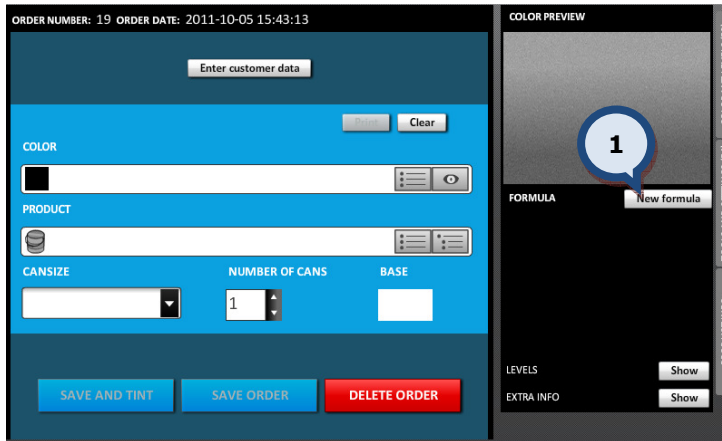 ORDER NUMBER: 19 ORDER DATE: 2011-10-05 15:43:13
Enter customer data
Print Clear
COLOR
PRODUCT
CANSIZE NUMBER OF CANS BASE
1
SAVE AND TINT SAVE ORDER DELETE ORDER
COLOR PREVIEW
1
FORMULA New formula
LEVELS Show
EXTRA INFO Show